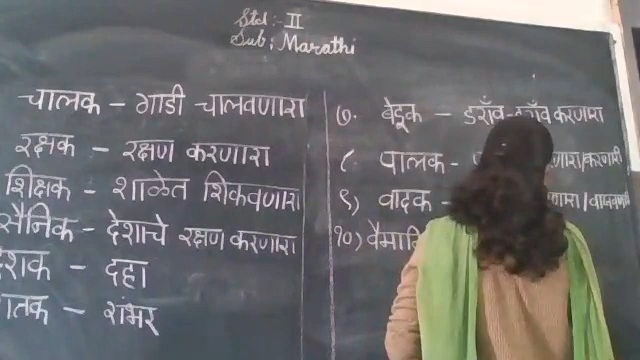 Std :- II
Sub : Marathi
चालक - गाडी चालवणारा
रक्षक - रक्षण करणारा
शिक्षक - शाळेत शिकवणारा
सैनिक - देशाचे रक्षण करणारा
शक - दहा
तक - शंभर
७. बेडूक - डराँव करणारा
८. पालक -
९) वादक -
१०)